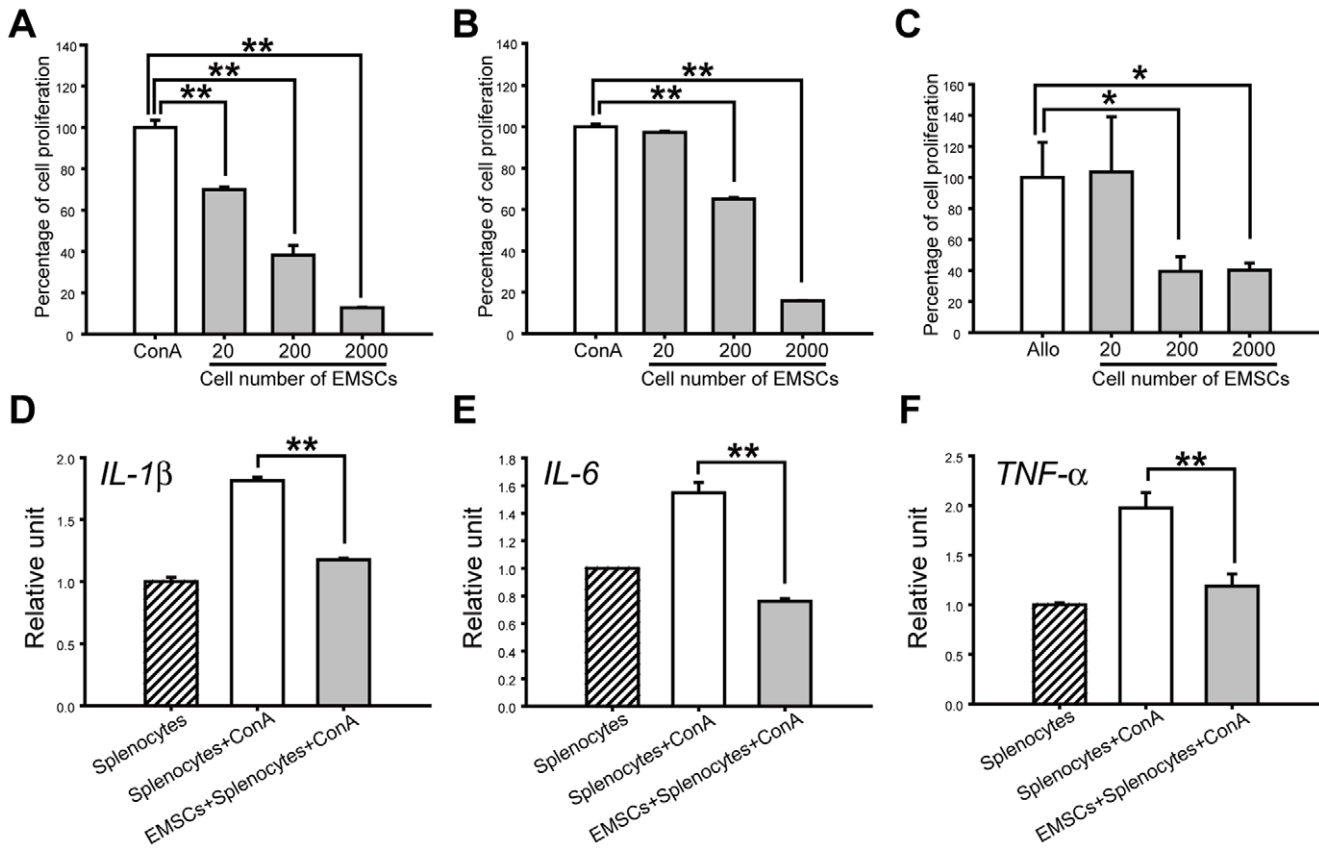 A
Percentage of cell proliferation
140
120
100
80
60
40
20
0
**
**
**
ConA 20 200 2000
Cell number of EMSCs
B
Percentage of cell proliferation
140
120
100
80
60
40
20
0
**
**
ConA 20 200 2000
Cell number of EMSCs
C
Percentage of cell proliferation
160
140
120
100
80
60
40
20
0
*
*
Allo 20 200 2000
Cell number of EMSCs
D
IL-1β
Relative unit
2.0
1.5
1.0
0.5
0.0
**
Splenocytes
Splenocytes+ConA
EMSCs+Splenocytes+ConA
E
IL-6
Relative unit
1.8
1.6
1.4
1.2
1.0
0.8
0.6
0.4
0.2
0.0
**
Splenocytes
Splenocytes+ConA
EMSCs+Splenocytes+ConA
F
TNF-α
Relative unit
2.5
2.0
1.5
1.0
0.5
0.0
**
Splenocytes
Splenocytes+ConA
EMSCs+Splenocytes+ConA